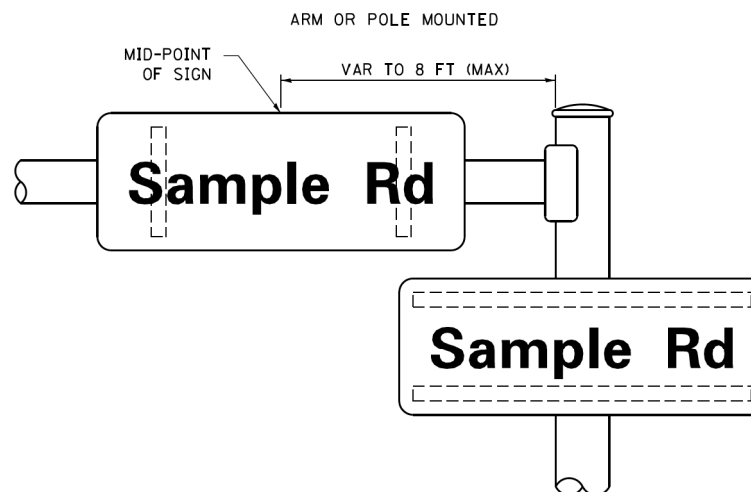 ARM OR POLE MOUNTED
MID-POINT
OF SIGN
VAR TO 8 FT (MAX)
Sample Rd
Sample Rd